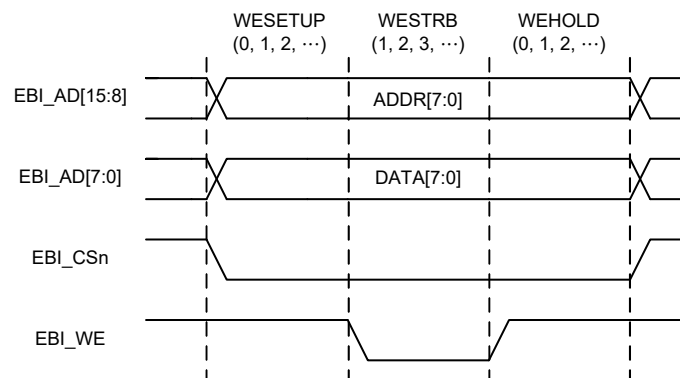 WESETUP WESTRB WEHOLD
(0, 1, 2, ⋯) (1, 2, 3, ⋯) (0, 1, 2, ⋯)
EBI_AD[15:8] ADDR[7:0]
EBI_AD[7:0] DATA[7:0]
EBI_CSn
EBI_WE